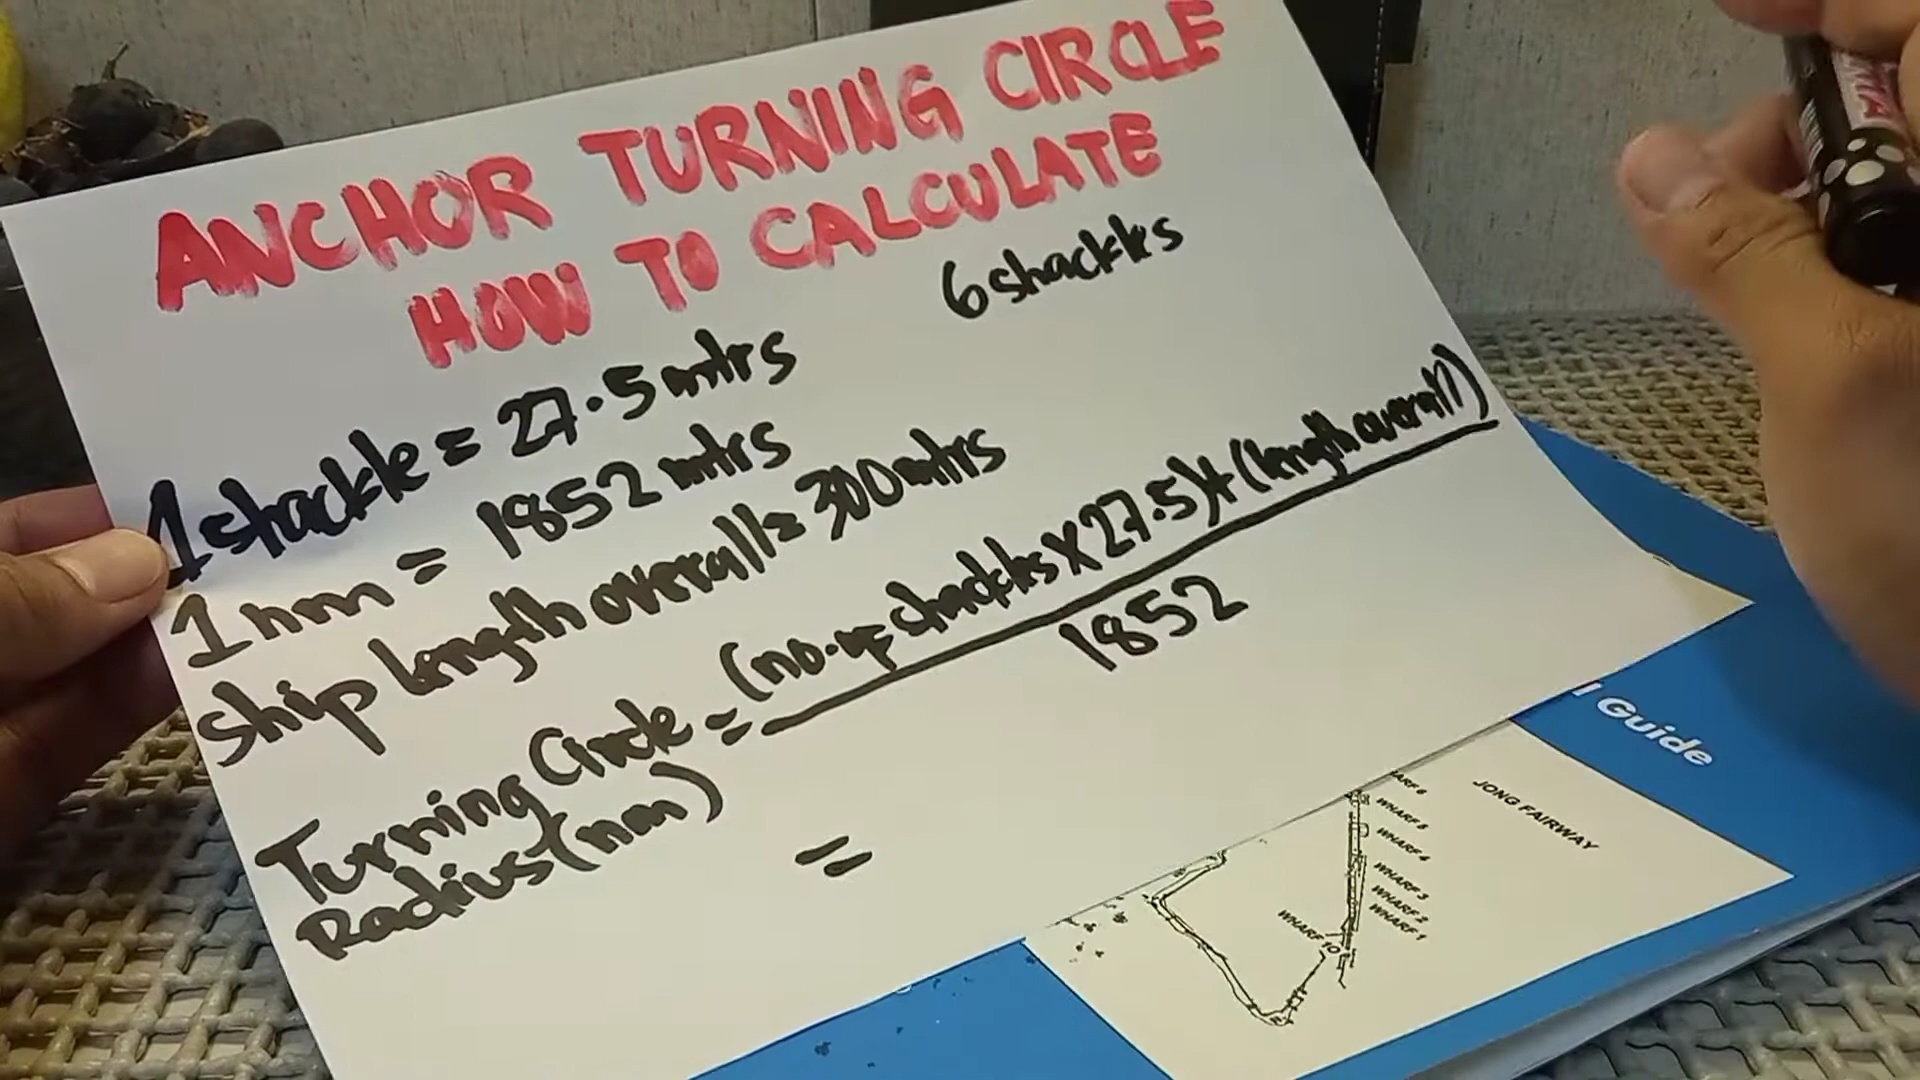 ANCHOR TURNING CIRCLE
HOW TO CALCULATE
6 shackles
1 shackle = 27.5 mtrs
1 nm = 1852 mtrs
Ship length overall = 300 mtrs
Turning Circle Radius (nm) = (no. of shackles X 27.5) + (length overall)
1852
=
l Guide
JONG FAIRWAY
WHARF 5
WHARF 4
WHARF 3
WHARF 2
WHARF 1
WHARF 10